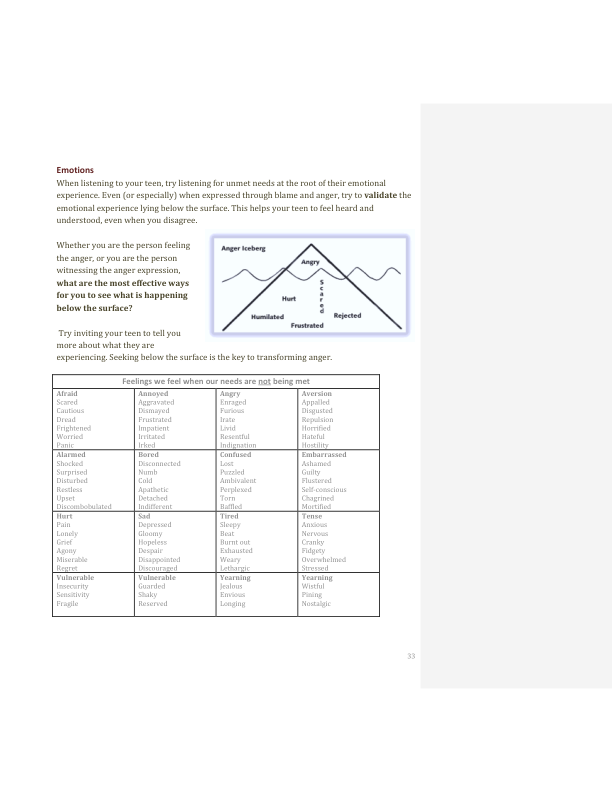 Emotions
When listening to your teen, try listening for unmet needs at the root of their emotional
experience. Even (or especially) when expressed through blame and anger, try to validate the
emotional experience lying below the surface. This helps your teen to feel heard and
understood, even when you disagree.
Whether you are the person feeling
the anger, or you are the person
witnessing the anger expression,
what are the most effective ways
for you to see what is happening
below the surface?
Try inviting your teen to tell you
more about what they are
experiencing. Seeking below the surface is the key to transforming anger.
Anger Iceberg
Angry
Scared
Hurt
Humilated
Rejected
Frustrated
Feelings we feel when our needs are not being met
Afraid Annoyed Angry Aversion
Scared Aggravated Enraged Appalled
Cautious Dismayed Furious Disgusted
Dread Frustrated Irate Repulsion
Frightened Impatient Livid Horrified
Worried Irritated Resentful Hateful
Panic Irked Indignation Hostility
Alarmed Bored Confused Embarrassed
Shocked Disconnected Lost Ashamed
Surprised Numb Puzzled Guilty
Disturbed Cold Ambivalent Flustered
Restless Apathetic Perplexed Self-conscious
Upset Detached Torn Chagrined
Discombobulated Indifferent Baffled Mortified
Hurt Sad Tired Tense
Pain Depressed Sleepy Anxious
Lonely Gloomy Beat Nervous
Grief Hopeless Burnt out Cranky
Agony Despair Exhausted Fidgety
Miserable Disappointed Weary Overwhelmed
Regret Discouraged Lethargic Stressed
Vulnerable Vulnerable Yearning Yearning
Insecurity Guarded Jealous Wistful
Sensitivity Shaky Envious Pining
Fragile Reserved Longing Nostalgic
33